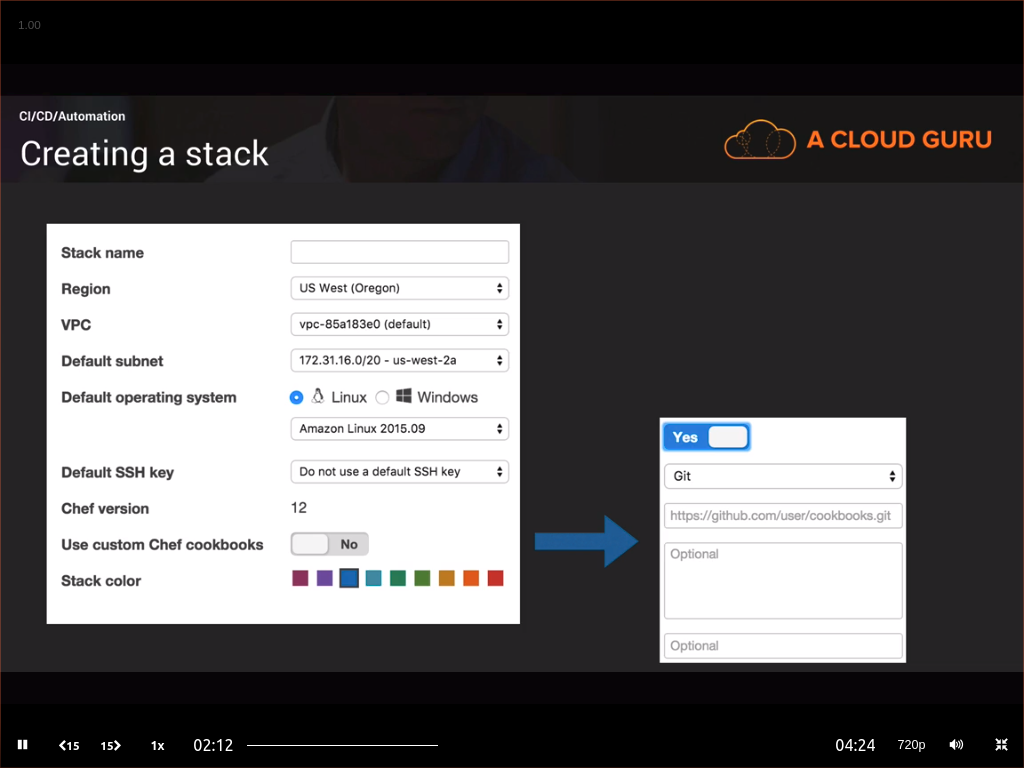 1.00
CI/CD/Automation
Creating a stack
A CLOUD GURU
Stack name
Region US West (Oregon)
VPC vpc-85a183e0 (default)
Default subnet 172.31.16.0/20 - us-west-2a
Default operating system Linux Windows
Amazon Linux 2015.09
Default SSH key Do not use a default SSH key
Chef version 12
Use custom Chef cookbooks No
Stack color
Yes
Git
https://github.com/user/cookbooks.git
Optional
Optional
15 15 1x 02:12 04:24 720p